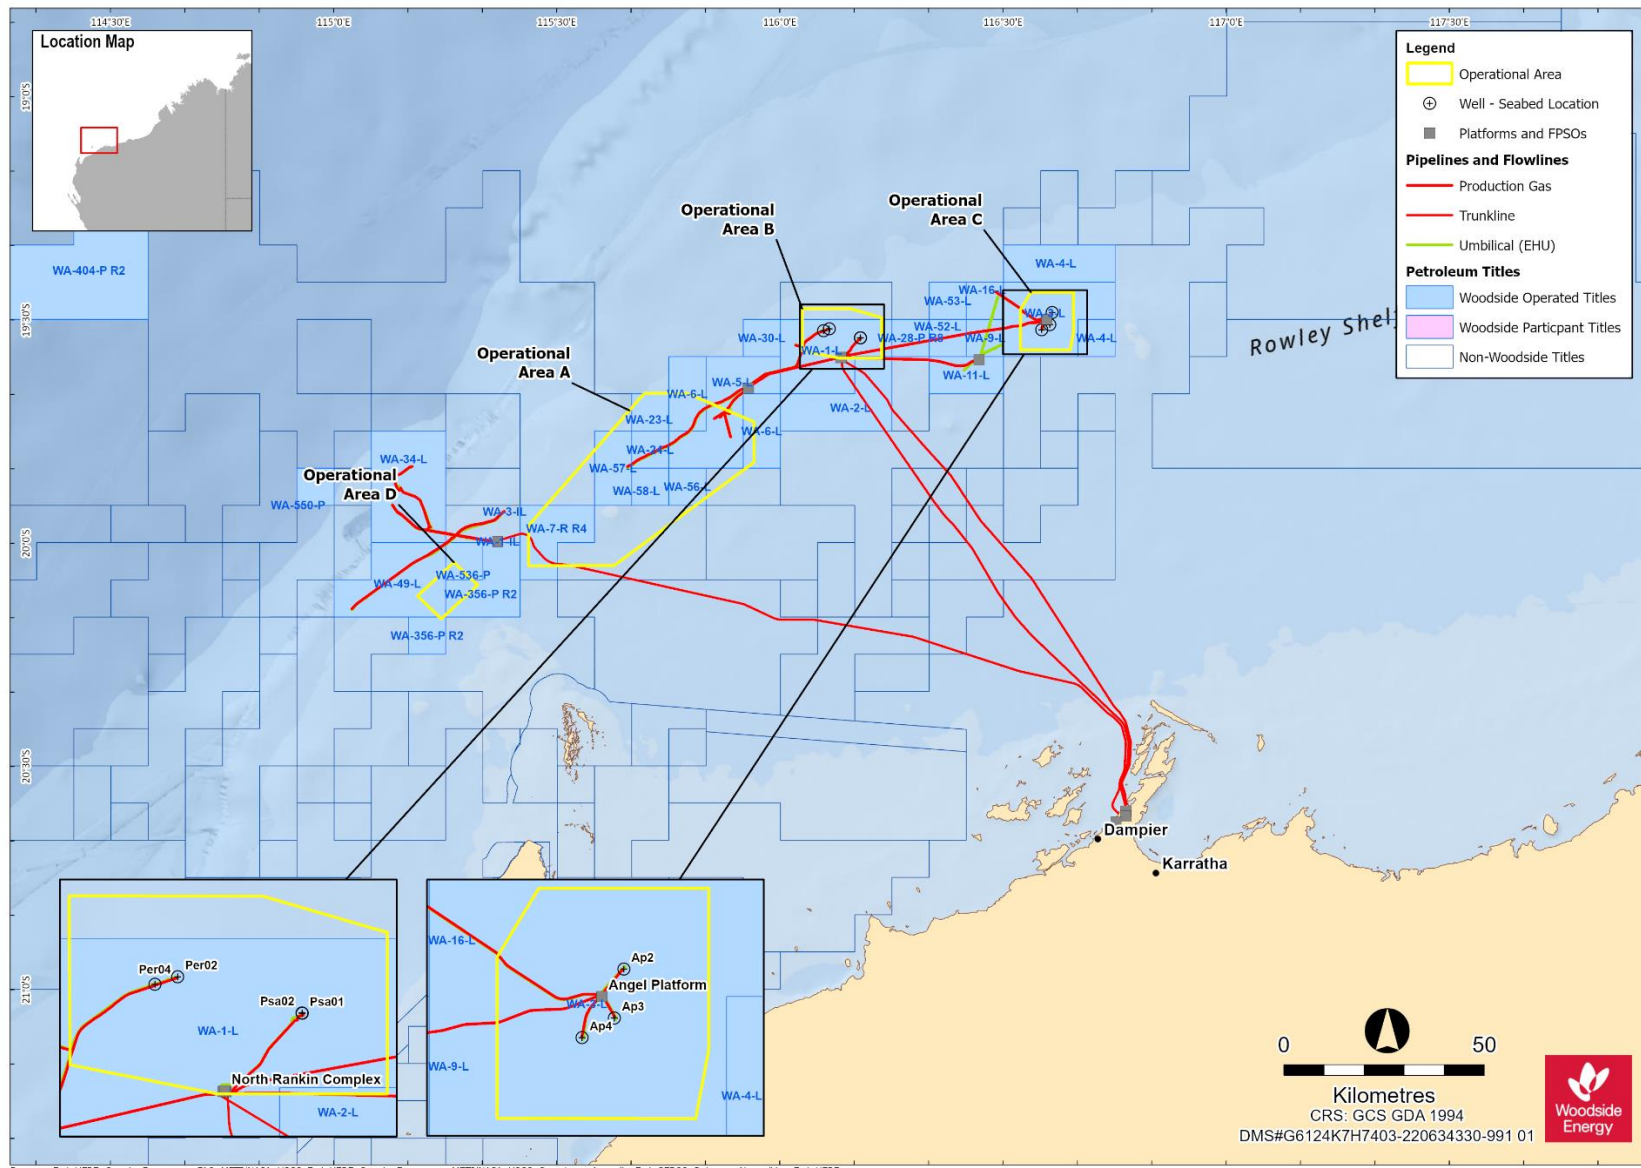 114°30'E
115°0'E
115°30'E
116°0'E
116°30'E
117°0'E
117°30'E
Location Map
Legend
Operational Area
Well - Seabed Location
Platforms and FPSOs
Pipelines and Flowlines
Production Gas
Trunkline
Umbilical (EHU)
Petroleum Titles
Woodside Operated Titles
Woodside Particpant Titles
Non-Woodside Titles
19°0'S
19°30'S
20°0'S
20°30'S
21°0'S
Operational
Area B
Operational
Area C
Operational
Area A
Operational
Area D
WA-404-P R2
WA-4-L
WA-16-L
WA-53-L
WA-52-L
WA-3-L
WA-30-L
WA-28-P R8
WA-9-L
WA-4-L
WA-1-L
WA-11-L
WA-5-L
WA-6-L
WA-2-L
WA-23-L
WA-6-L
WA-24-L
WA-57-L
WA-58-L
WA-56-L
WA-34-L
WA-550-P
WA-3-IL
WA-7-R R4
WA-536-P
WA-49-L
WA-356-P R2
WA-356-P R2
Rowley
Dampier
Karratha
Per04
Per02
Psa02
Psa01
WA-1-L
North Rankin Complex
WA-2-L
WA-16-L
Ap2
Angel Platform
WA-3-L
Ap3
Ap4
WA-9-L
WA-4-L
0
50
Kilometres
CRS: GCS GDA 1994
DMS#G6124K7H7403-220634330-991 01
Woodside
Energy